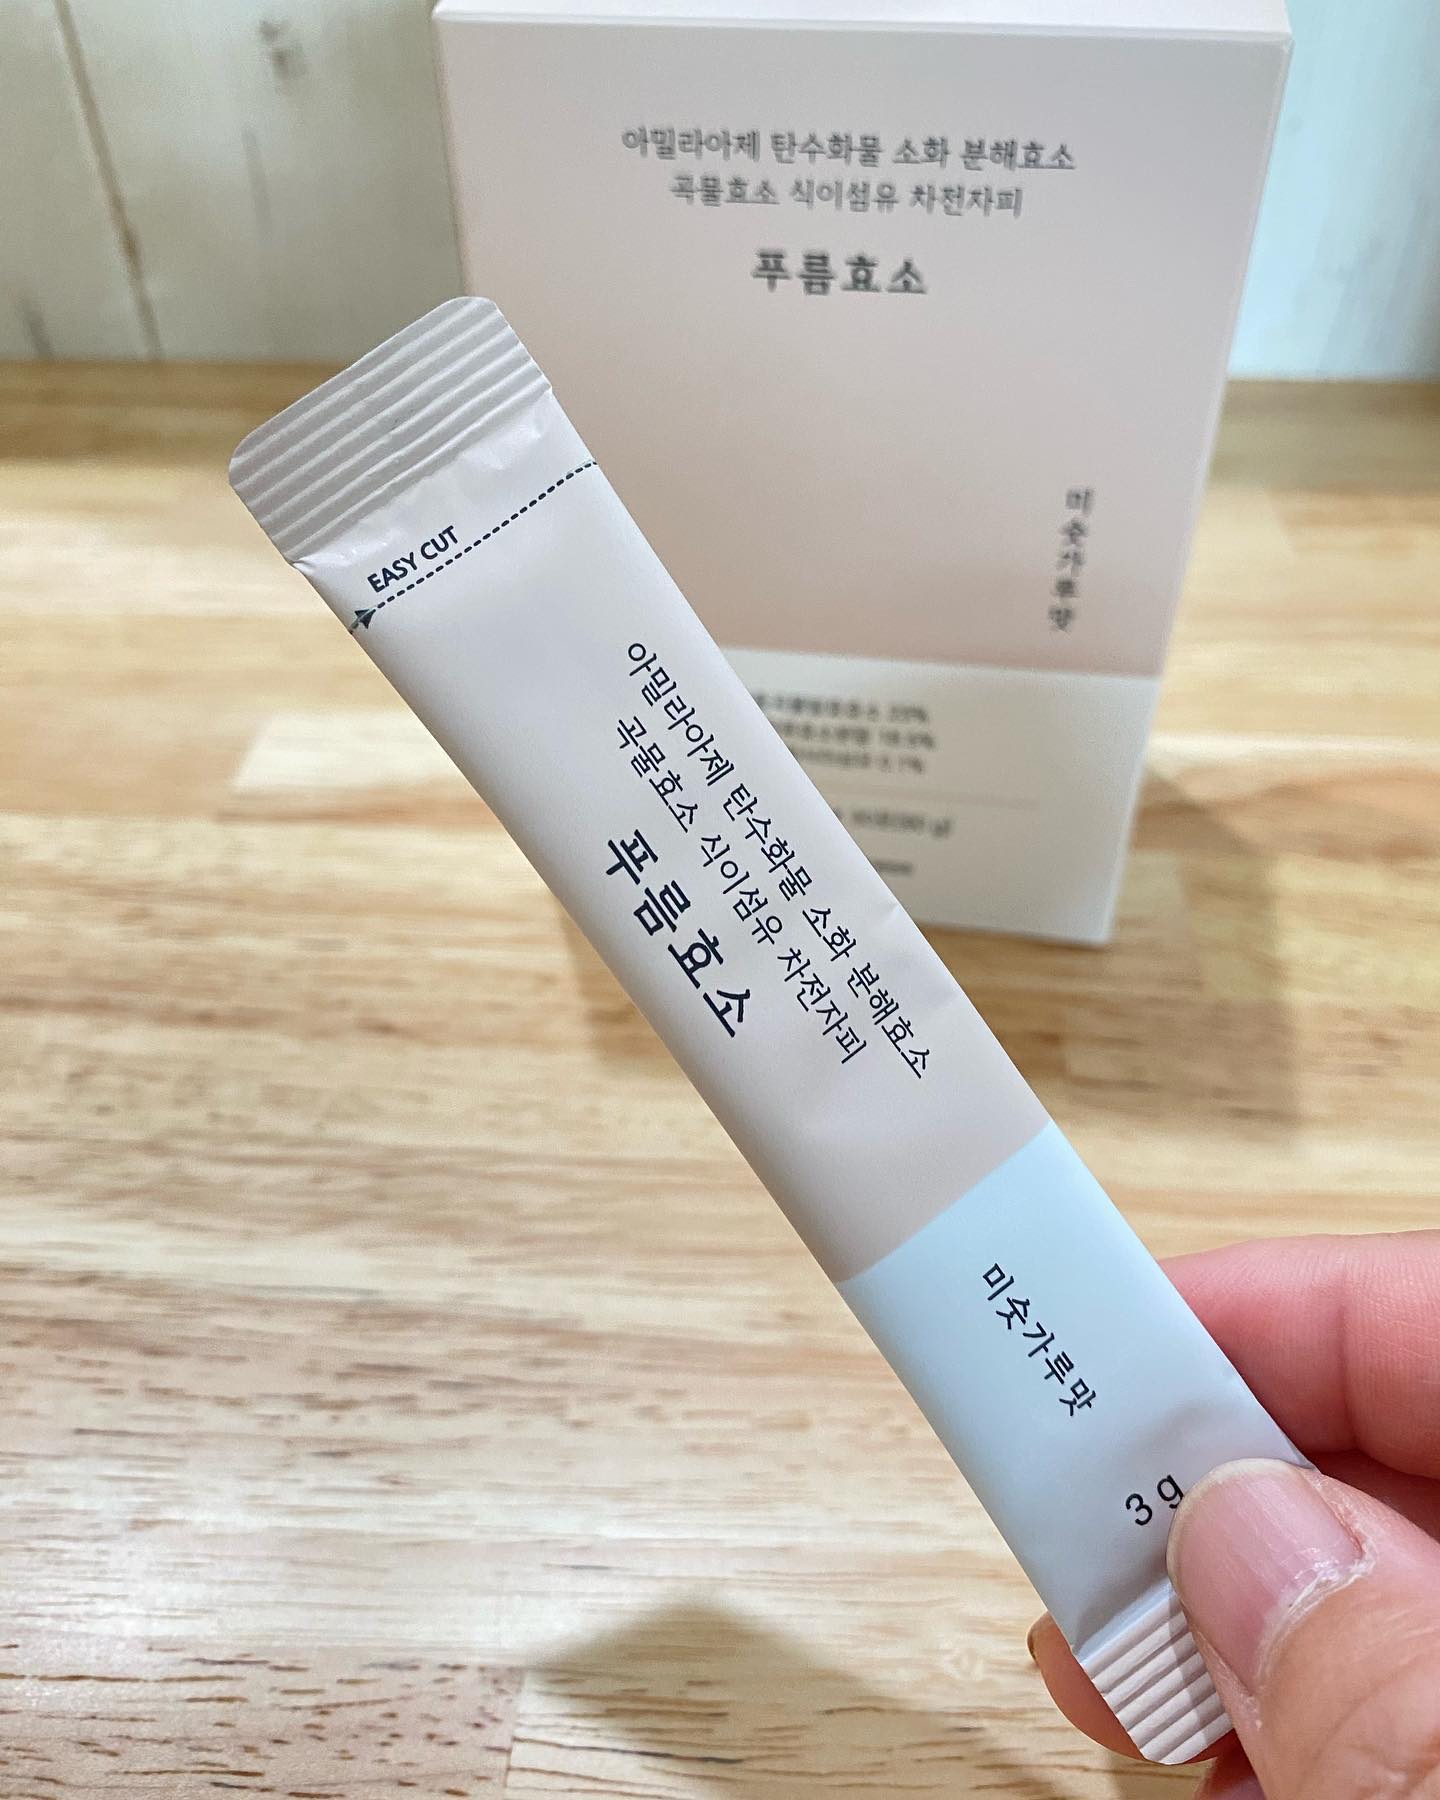 아밀라아제 탄수화물 소화 분해효소
곡물효소 식이섬유 차전자피
푸름효소
미숫가루맛
EASY CUT
아밀라아제 탄수화물 소화 분해효소
곡물효소 식이섬유 차전자피
푸름효소
미숫가루맛
3g